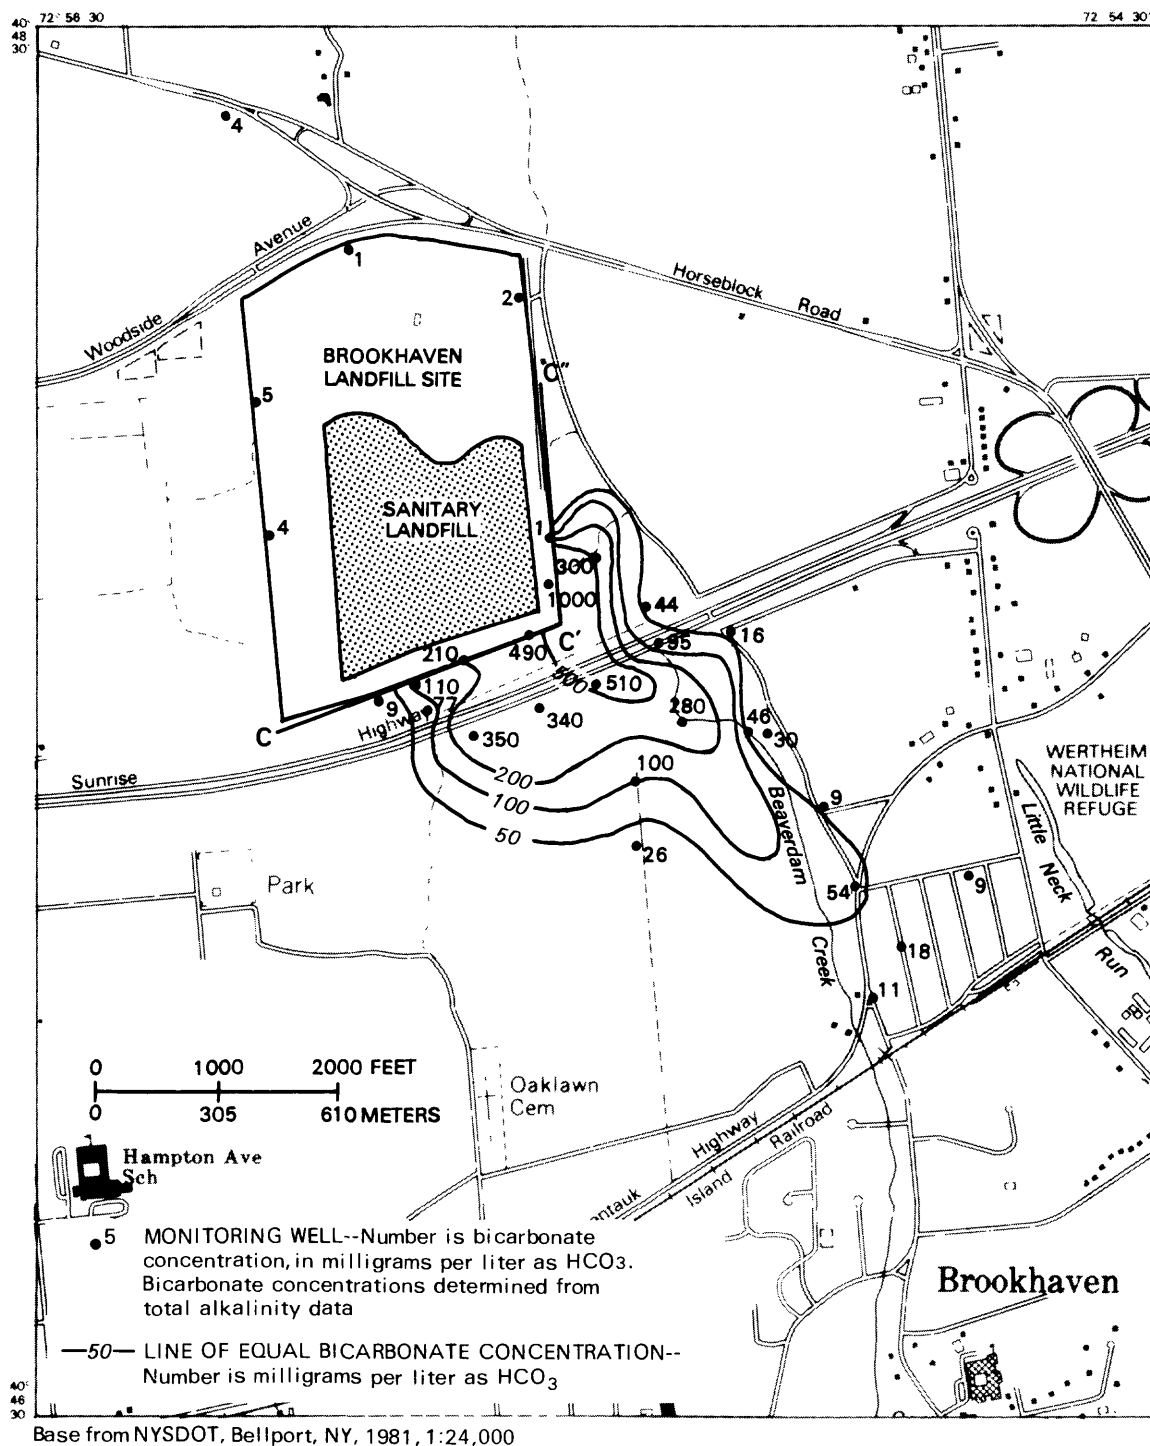 40°
48
30'
72° 56 30
72 54 30'
4
Avenue
1
Woodside
2
Horseblock Road
BROOKHAVEN
LANDFILL SITE
C''
5
SANITARY
LANDFILL
4
1
300
1000
44
16
95
C'
490
210
500
510
110
9
77
280
46
30
340
350
C
Highway
Sunrise
200
100
100
50
26
Beaverdam
Creek
9
54
9
18
11
WERTHEIM
NATIONAL
WILDLIFE
REFUGE
Little
Neck
Run
Park
0 1000 2000 FEET
0 305 610 METERS
Oaklawn
Cem
Highway
Railroad
Island
ontauk
Hampton Ave
Sch
5 MONITORING WELL--Number is bicarbonate
concentration, in milligrams per liter as HCO3.
Bicarbonate concentrations determined from
total alkalinity data
—50— LINE OF EQUAL BICARBONATE CONCENTRATION--
Number is milligrams per liter as HCO3
Brookhaven
40°
46
30
Base from NYSDOT, Bellport, NY, 1981, 1:24,000